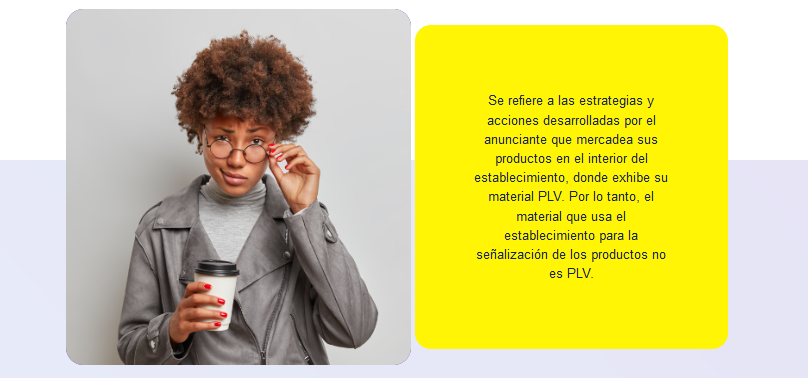 Se refiere a las estrategias y
acciones desarrolladas por el
anunciante que mercadea sus
productos en el interior del
establecimiento, donde exhibe su
material PLV. Por lo tanto, el
material que usa el
establecimiento para la
señalización de los productos no
es PLV.